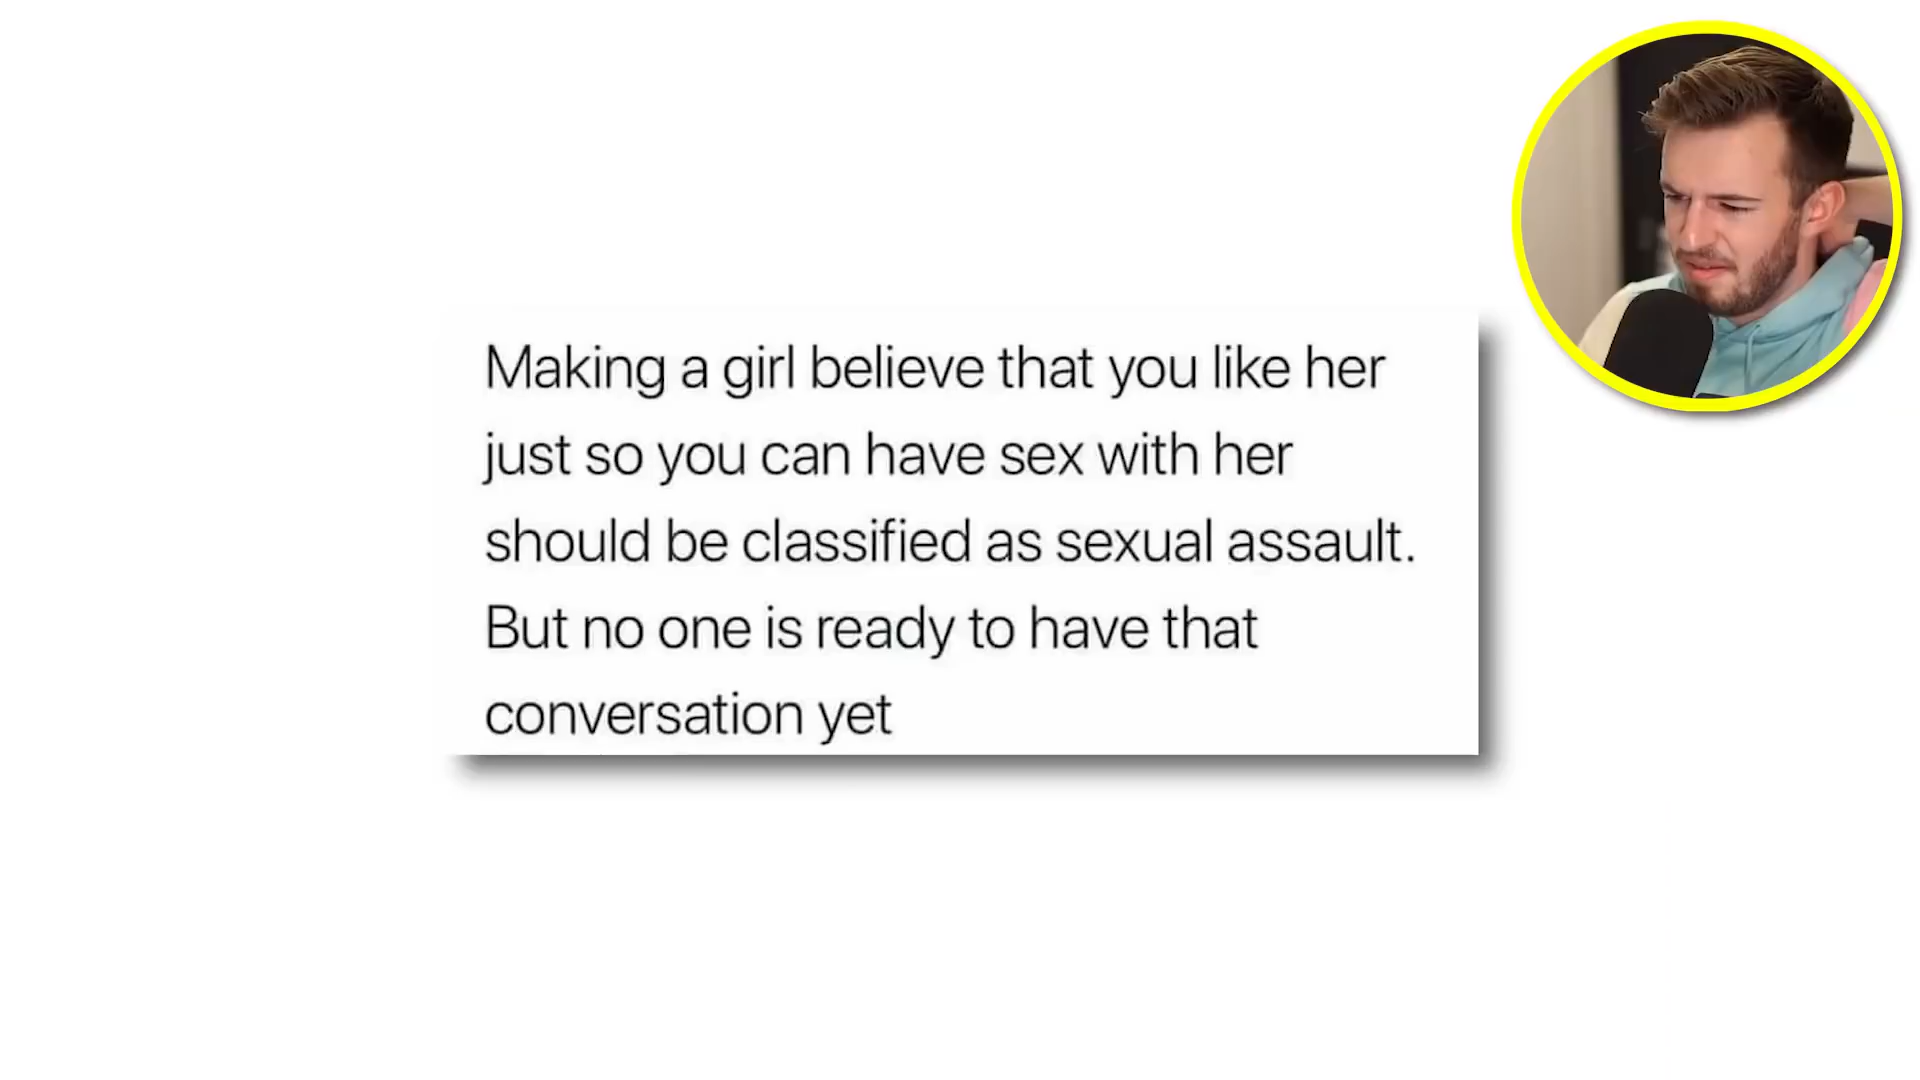 Making a girl believe that you like her
just so you can have sex with her
should be classified as sexual assault.
But no one is ready to have that
conversation yet